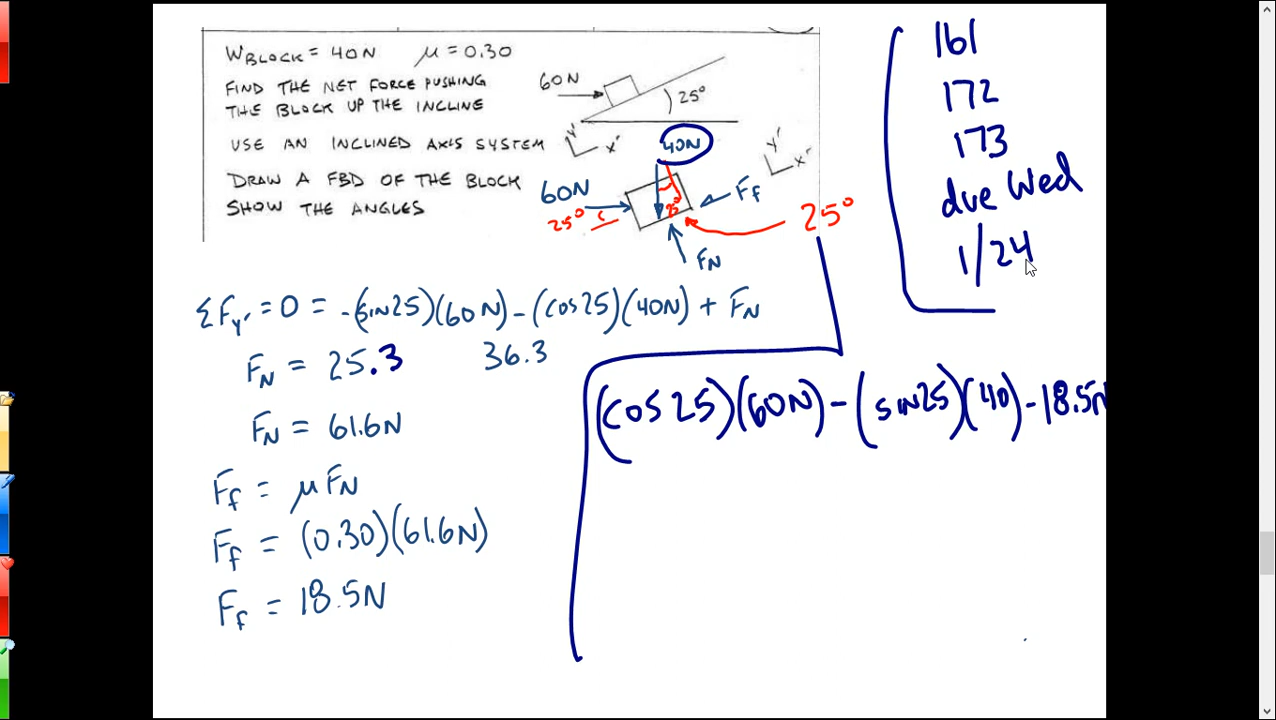 WBLOCK = 40N μ = 0.30
FIND THE NET FORCE PUSHING
THE BLOCK UP THE INCLINE
USE AN INCLINED AXIS SYSTEM
DRAW A FBD OF THE BLOCK
SHOW THE ANGLES
60N
25°
Y' X'
40N
Y' X'
60N
25°
25°
Ff
25°
FN
161
172
173
due Wed
1/24
ΣFy' = 0 = -(sin25)(60N) - (cos25)(40N) + FN
FN = 25.3 36.3
FN = 61.6N
Ff = μFN
Ff = (0.30)(61.6N)
Ff = 18.5N
(cos 25)(60N) - (sin25)(40) - 18.5N